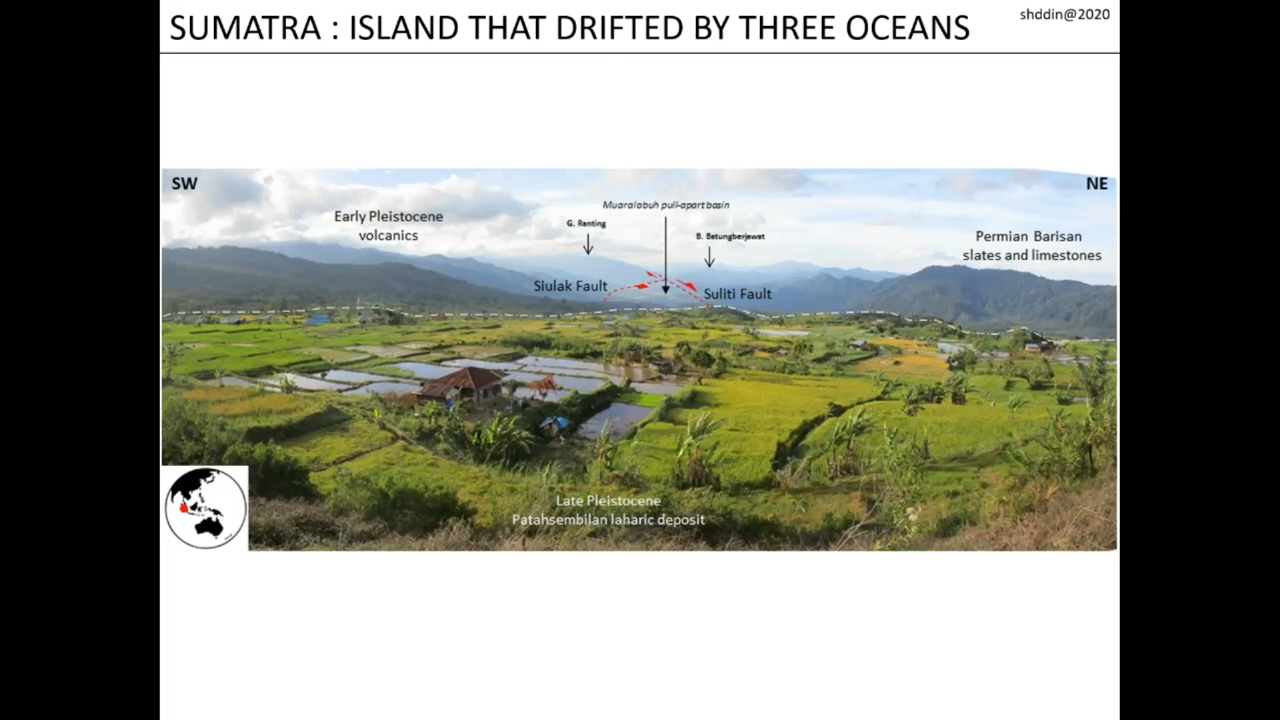 SUMATRA : ISLAND THAT DRIFTED BY THREE OCEANS
shddin@2020
SW
NE
Muaralabuh pull-apart basin
Early Pleistocene
volcanics
G. Ranting
B. Batungberjawat
Permian Barisan
slates and limestones
Siulak Fault
Suliti Fault
Late Pleistocene
Patahsembilan laharic deposit